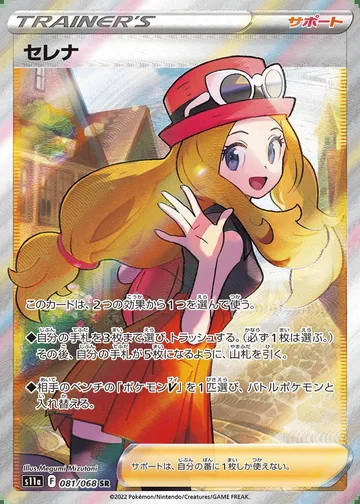 TRAINER'S サポート
セレナ
このカードは、2つの効果から1つを選んで使う。
◆自分の手札を3枚まで選び、トラッシュする。(必ず1枚は選ぶ。)
その後、自分の手札が5枚になるように、山札を引く。
◆相手のベンチの「ポケモンV」を1匹選び、バトルポケモンと
入れ替える。
Illus. Megumi Mizutani
s11a F 081/068 SR
サポートは、自分の番に1枚しか使えない。
©2022 Pokémon/Nintendo/Creatures/GAME FREAK.